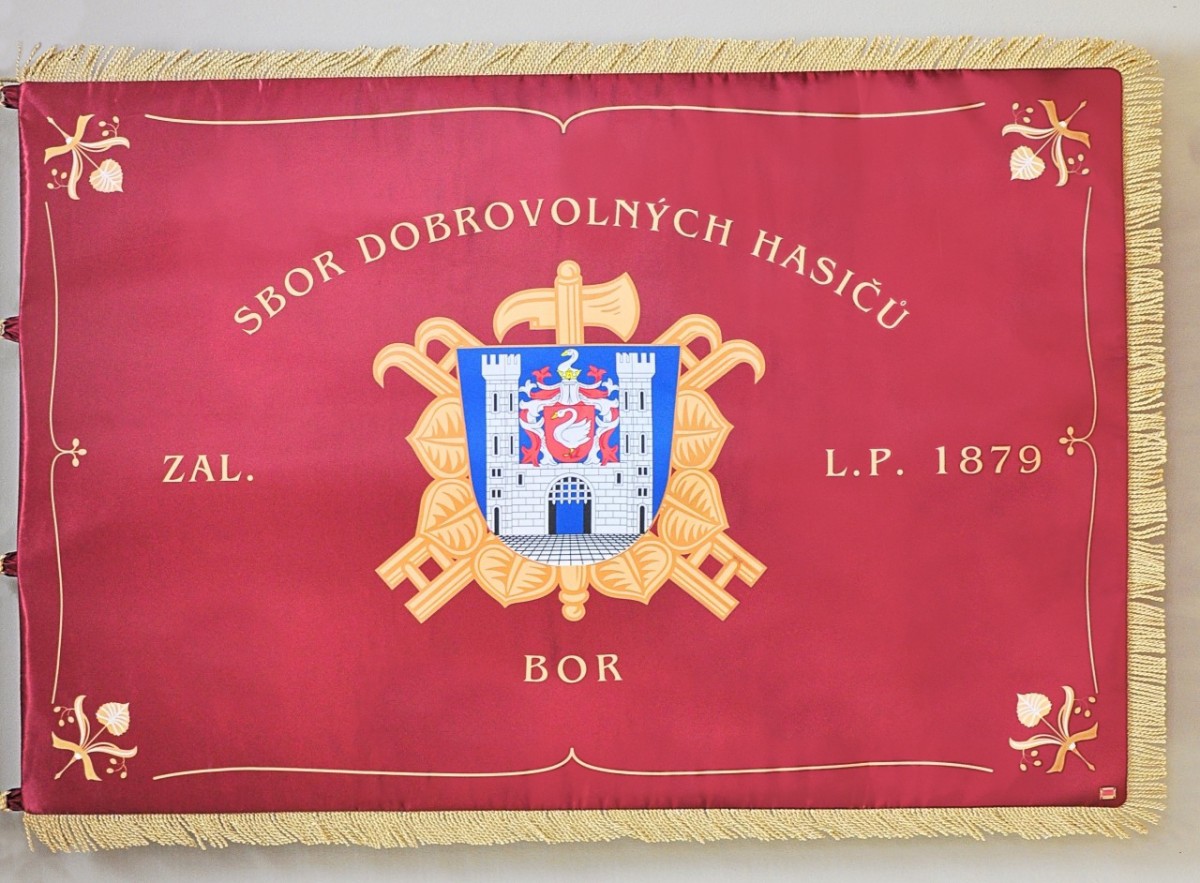 SBOR DOBROVOLNÝCH HASIČŮ
ZAL.
L.P. 1879
BOR